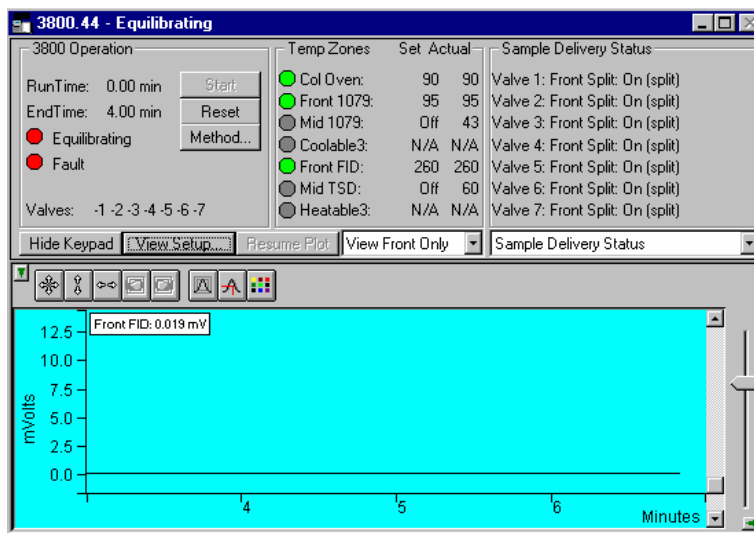 3800.44 - Equilibrating
3800 Operation
RunTime: 0.00 min
Start
EndTime: 4.00 min
Reset
Equilibrating
Method...
Fault
Valves: -1 -2 -3 -4 -5 -6 -7
Temp Zones Set Actual
Col Oven: 90 90
Front 1079: 95 95
Mid 1079: Off 43
Coolable3: N/A N/A
Front FID: 260 260
Mid TSD: Off 60
Heatable3: N/A N/A
Sample Delivery Status
Valve 1: Front Split: On (split)
Valve 2: Front Split: On (split)
Valve 3: Front Split: On (split)
Valve 4: Front Split: On (split)
Valve 5: Front Split: On (split)
Valve 6: Front Split: On (split)
Valve 7: Front Split: On (split)
Hide Keypad View Setup... Resume Plot View Front Only Sample Delivery Status
Front FID: 0.019 mV
mVolts
12.5
10.0
7.5
5.0
2.5
0.0
4 5 6
Minutes